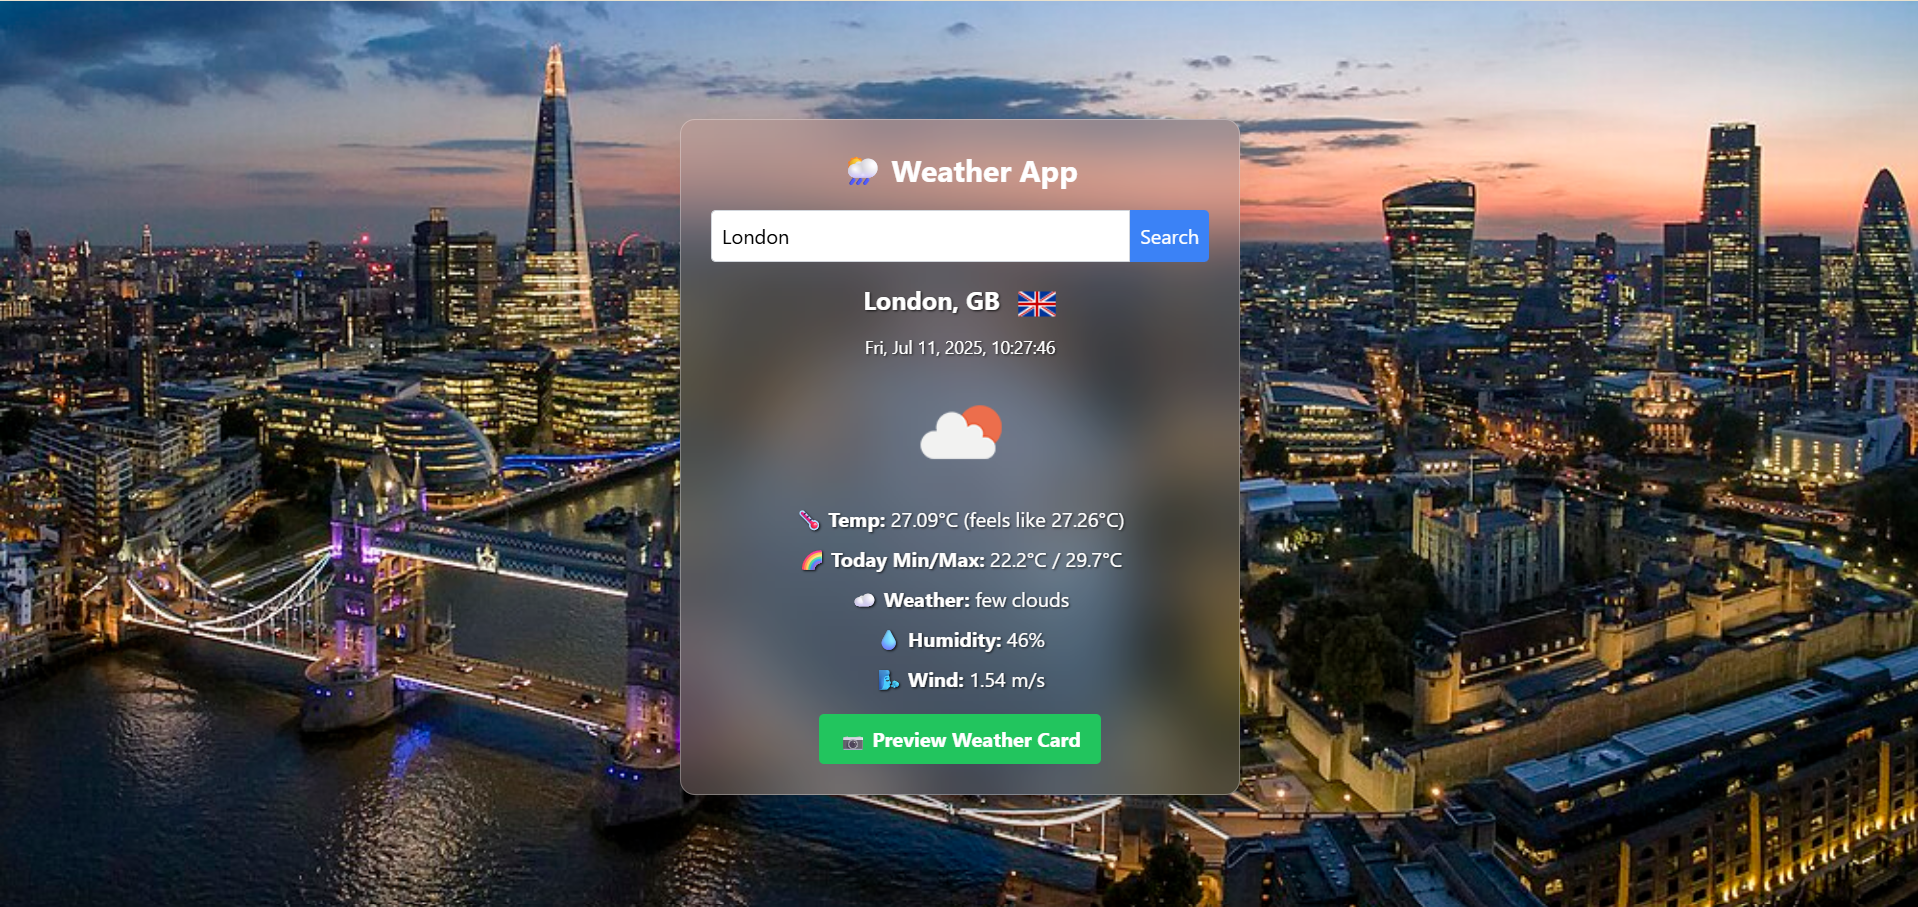 Weather App
London
Search
London, GB
Fri, Jul 11, 2025, 10:27:46
Temp: 27.09°C (feels like 27.26°C)
Today Min/Max: 22.2°C / 29.7°C
Weather: few clouds
Humidity: 46%
Wind: 1.54 m/s
Preview Weather Card